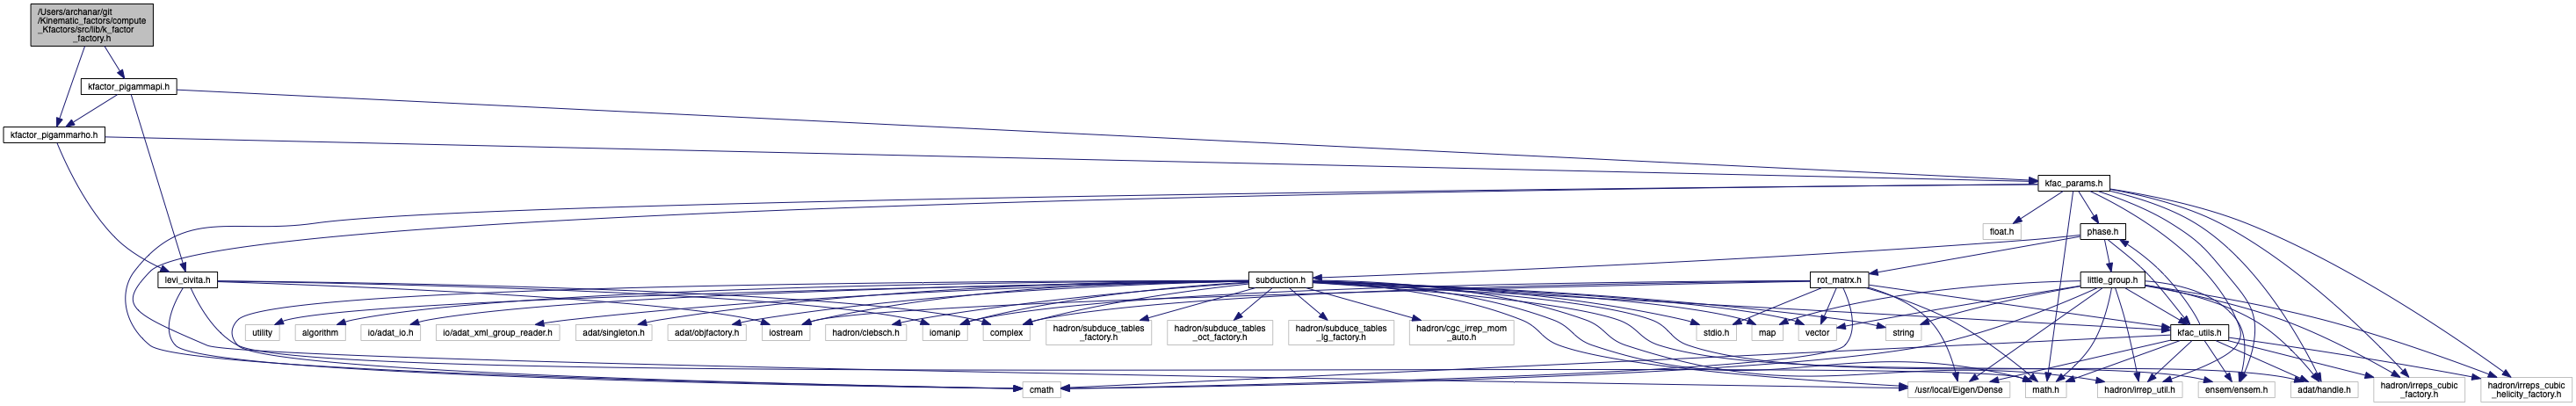 /Users/archanar/git
/Kinematic_factors/compute
_Kfactors/src/lib/k_factor
_factory.h
kfactor_pigammapi.h
kfactor_pigammarho.h
kfac_params.h
float.h
phase.h
levi_civita.h
subduction.h
rot_matrx.h
little_group.h
utility
algorithm
io/adat_io.h
io/adat_xml_group_reader.h
adat/singleton.h
adat/objfactory.h
iostream
hadron/clebsch.h
iomanip
complex
hadron/subduce_tables
_factory.h
hadron/subduce_tables
_oct_factory.h
hadron/subduce_tables
_lg_factory.h
hadron/cgc_irrep_mom
_auto.h
stdio.h
map
vector
string
kfac_utils.h
cmath
/usr/local/Eigen/Dense
math.h
hadron/irrep_util.h
ensem/ensem.h
adat/handle.h
hadron/irreps_cubic
_factory.h
hadron/irreps_cubic
_helicity_factory.h